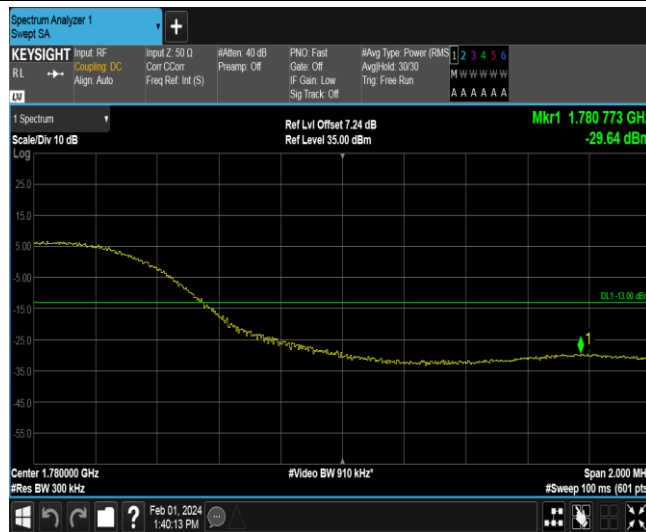 Spectrum Analyzer 1
Swept SA
+
KEYSIGHT
RL
LXI
Input: RF
Coupling: DC
Align: Auto
Input Z: 50 Ω
Corr CCorr
Freq Ref: Int (S)
#Atten: 40 dB
Preamp: Off
PNO: Fast
Gate: Off
IF Gain: Low
Sig Track: Off
#Avg Type: Power (RMS
Avg|Hold: 30/30
Trig: Free Run
1 2 3 4 5 6
M W W W W W
A A A A A A
1 Spectrum
Scale/Div 10 dB
Log
Ref Lvl Offset 7.24 dB
Ref Level 35.00 dBm
Mkr1 1.780 773 GHz
-29.64 dBm
25.0
15.0
5.00
-5.00
-15.0
-25.0
-35.0
-45.0
-55.0
DL1 -13.00 dBm
1
Center 1.780000 GHz
#Res BW 300 kHz
#Video BW 910 kHz*
Span 2.000 MH
#Sweep 100 ms (601 pts
?
Feb 01, 2024
1:40:13 PM